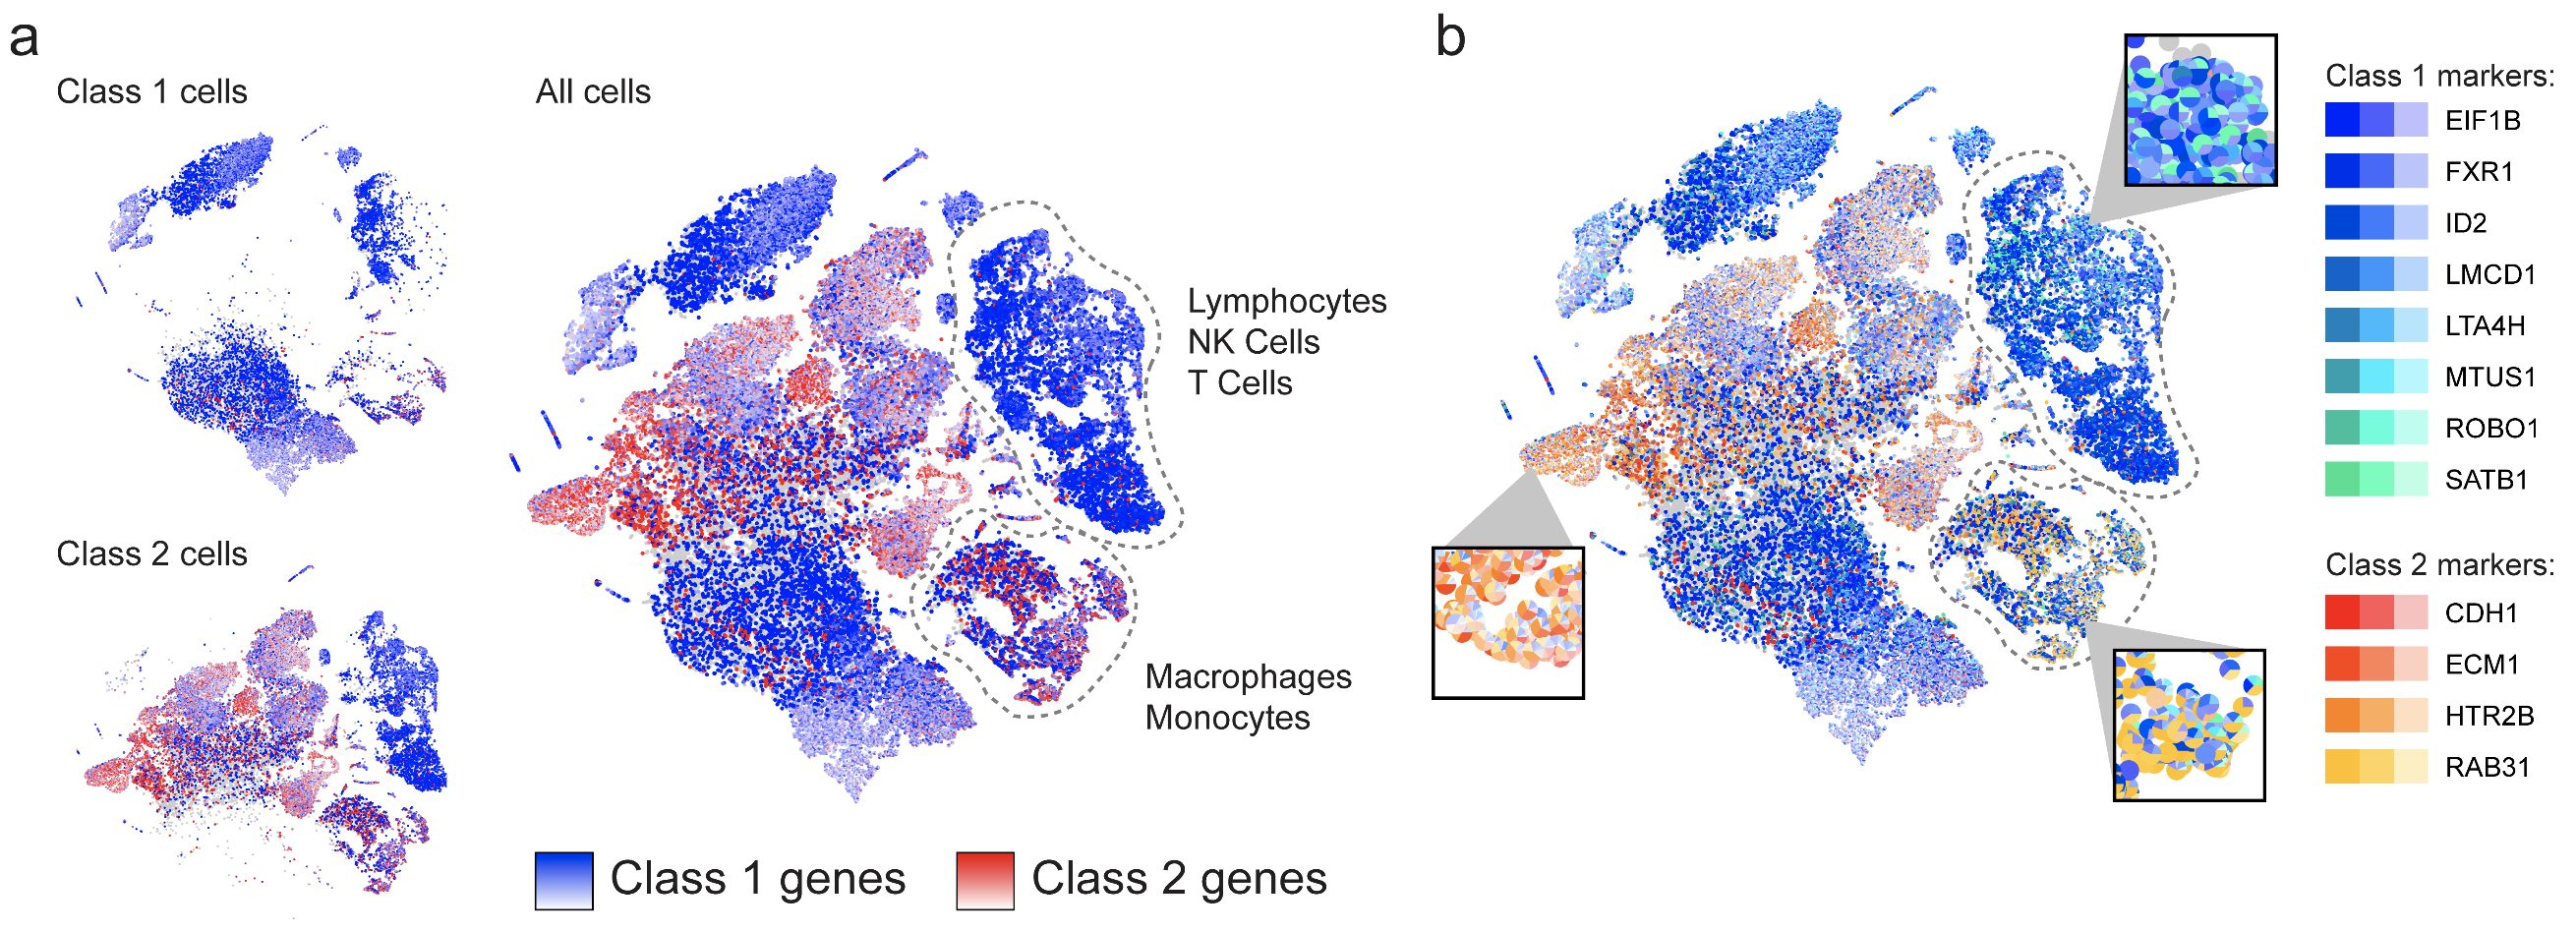 a
Class 1 cells
All cells
Class 2 cells
Lymphocytes
NK Cells
T Cells
Macrophages
Monocytes
Class 1 genes
Class 2 genes
b
Class 1 markers:
EIF1B
FXR1
ID2
LMCD1
LTA4H
MTUS1
ROBO1
SATB1
Class 2 markers:
CDH1
ECM1
HTR2B
RAB31